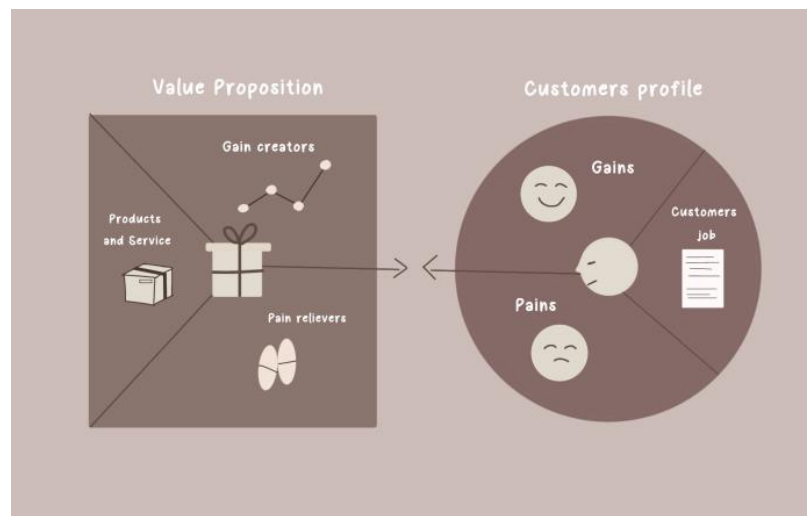 Value Proposition
Customers profile
Gain creators
Products
and Service
Pain relievers
Gains
Customers
job
Pains